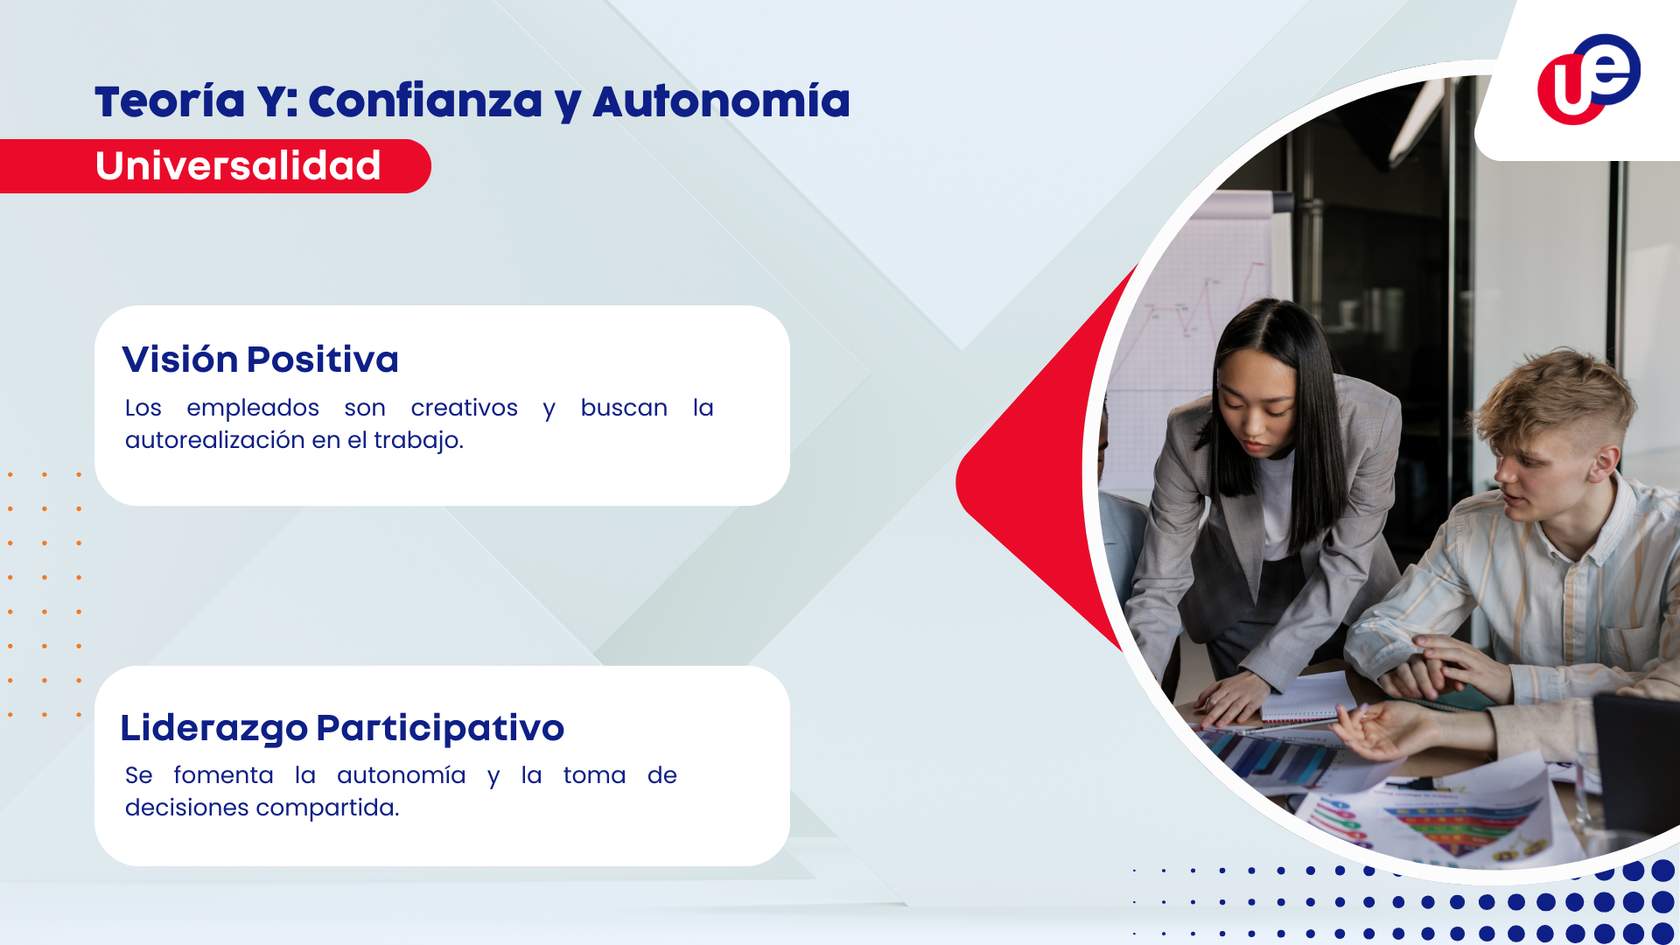 Teoría Y: Confianza y Autonomía
Universalidad
ue
Visión Positiva
Los empleados son creativos y buscan la
autorealización en el trabajo.
Liderazgo Participativo
Se fomenta la autonomía y la toma de
decisiones compartida.